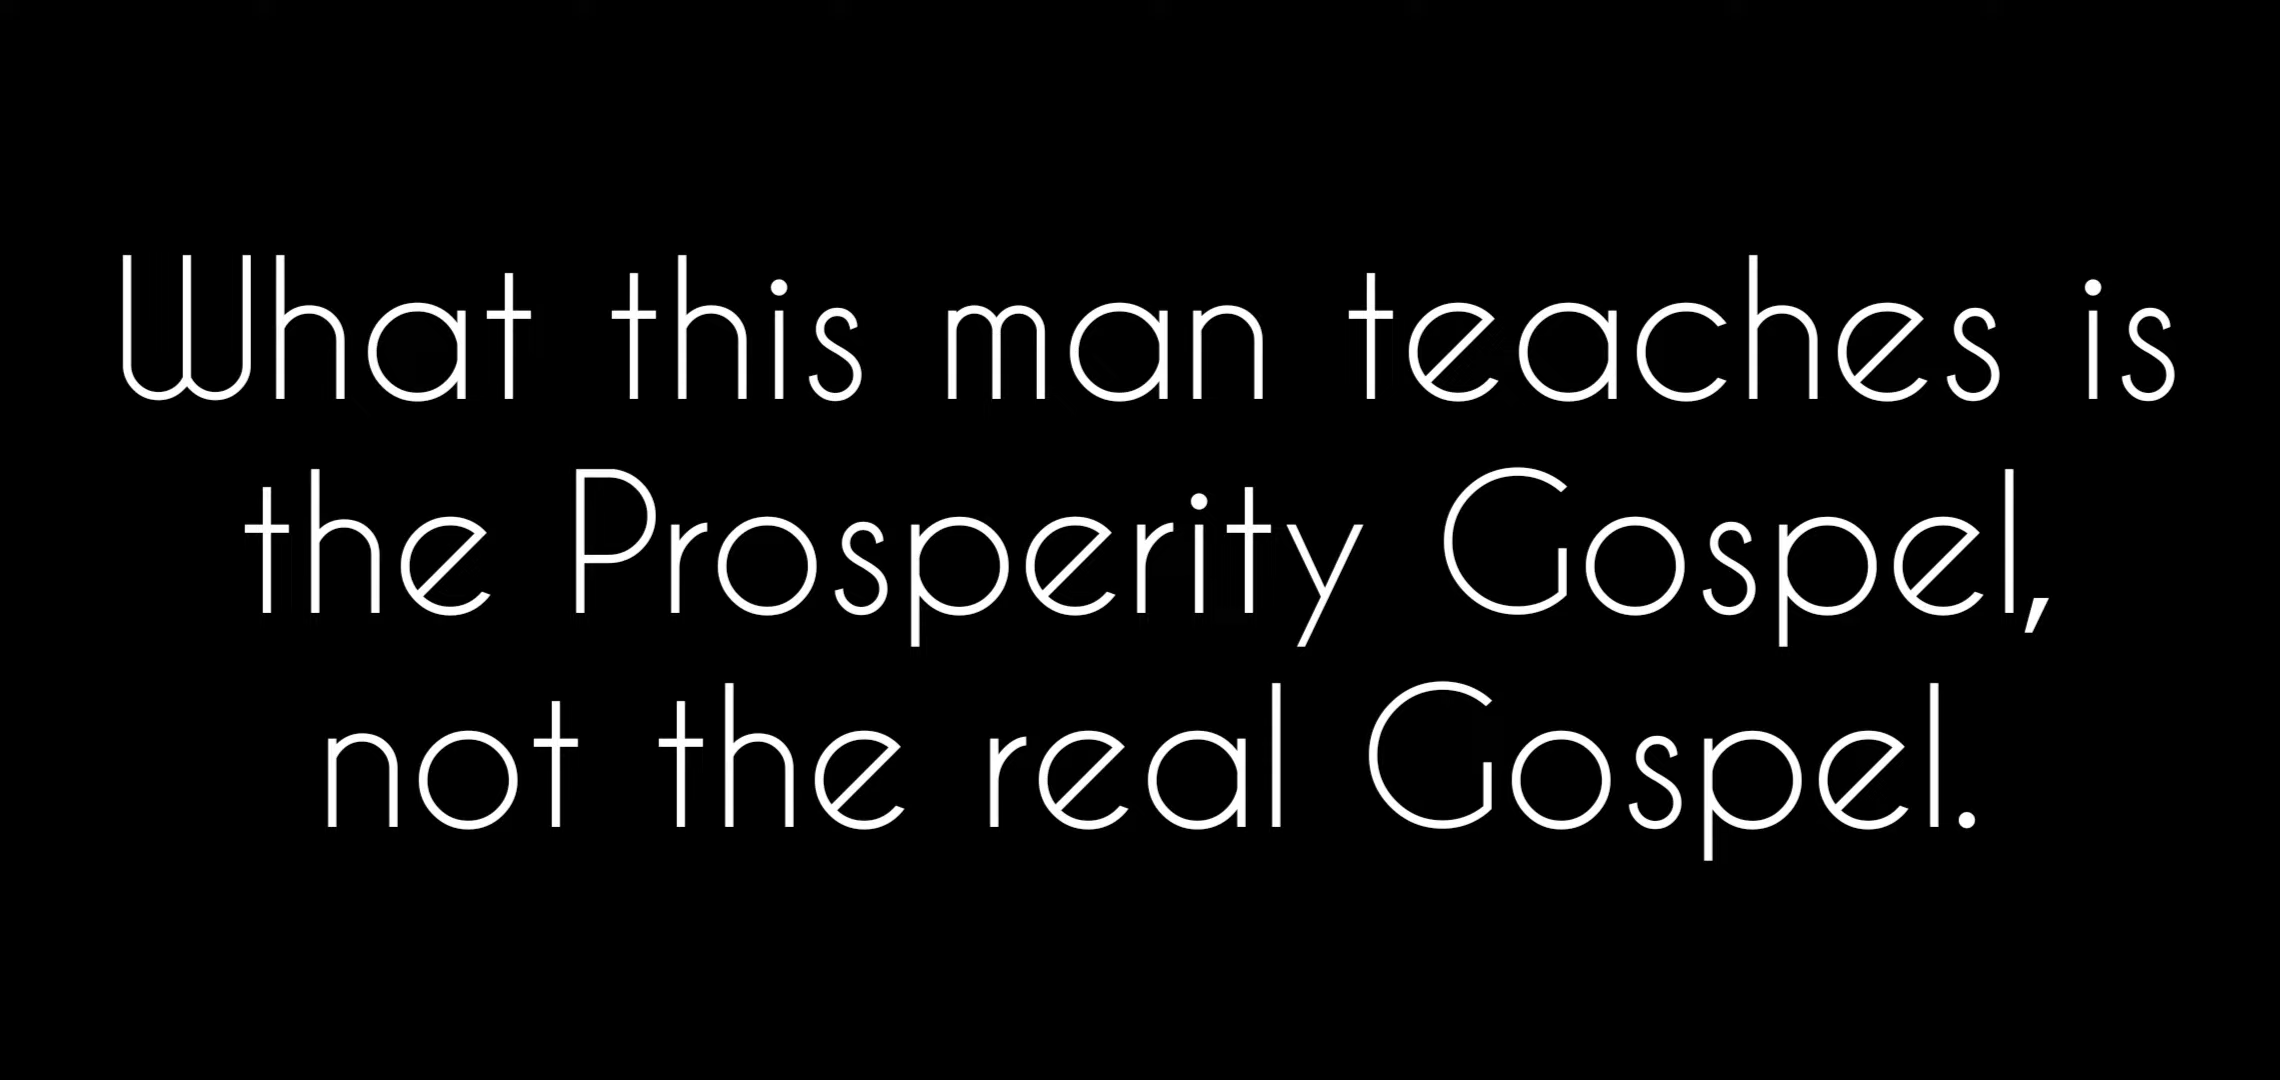 What this man teaches is
the Prosperity Gospel,
not the real Gospel.